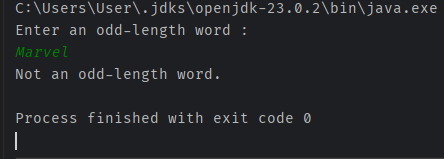 C:\Users\User\.jdks\openjdk-23.0.2\bin\java.exe
Enter an odd-length word :
Marvel
Not an odd-length word.
Process finished with exit code 0